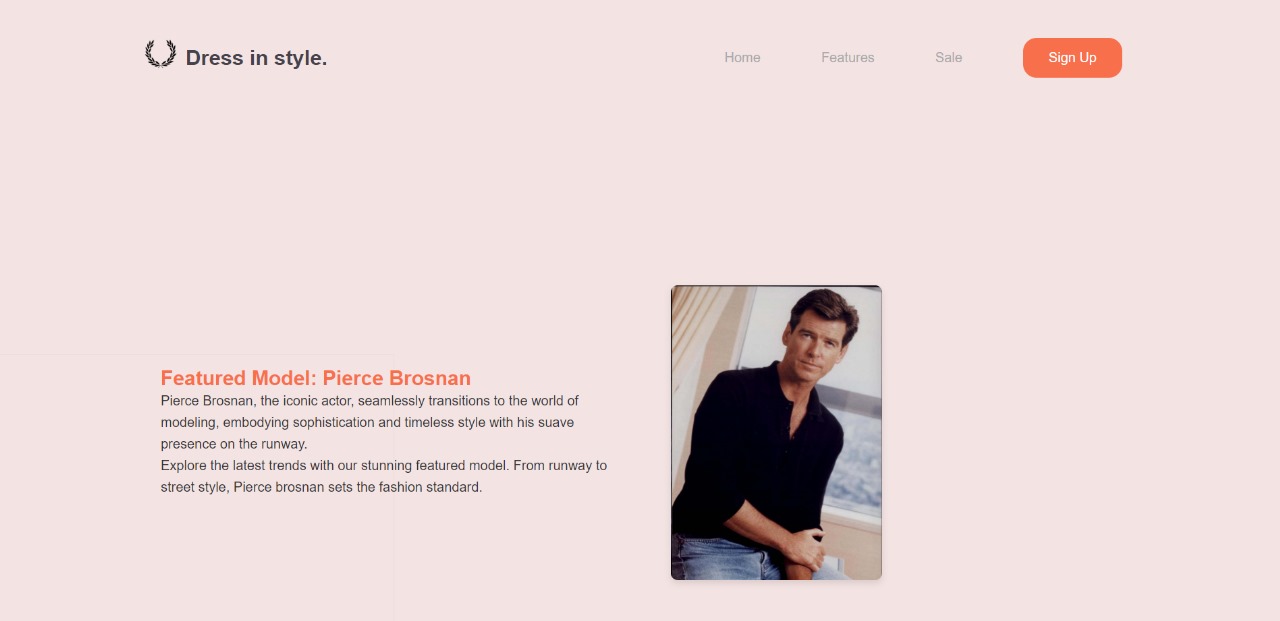 Dress in style.
Home
Features
Sale
Sign Up
Featured Model: Pierce Brosnan
Pierce Brosnan, the iconic actor, seamlessly transitions to the world of
modeling, embodying sophistication and timeless style with his suave
presence on the runway.
Explore the latest trends with our stunning featured model. From runway to
street style, Pierce brosnan sets the fashion standard.